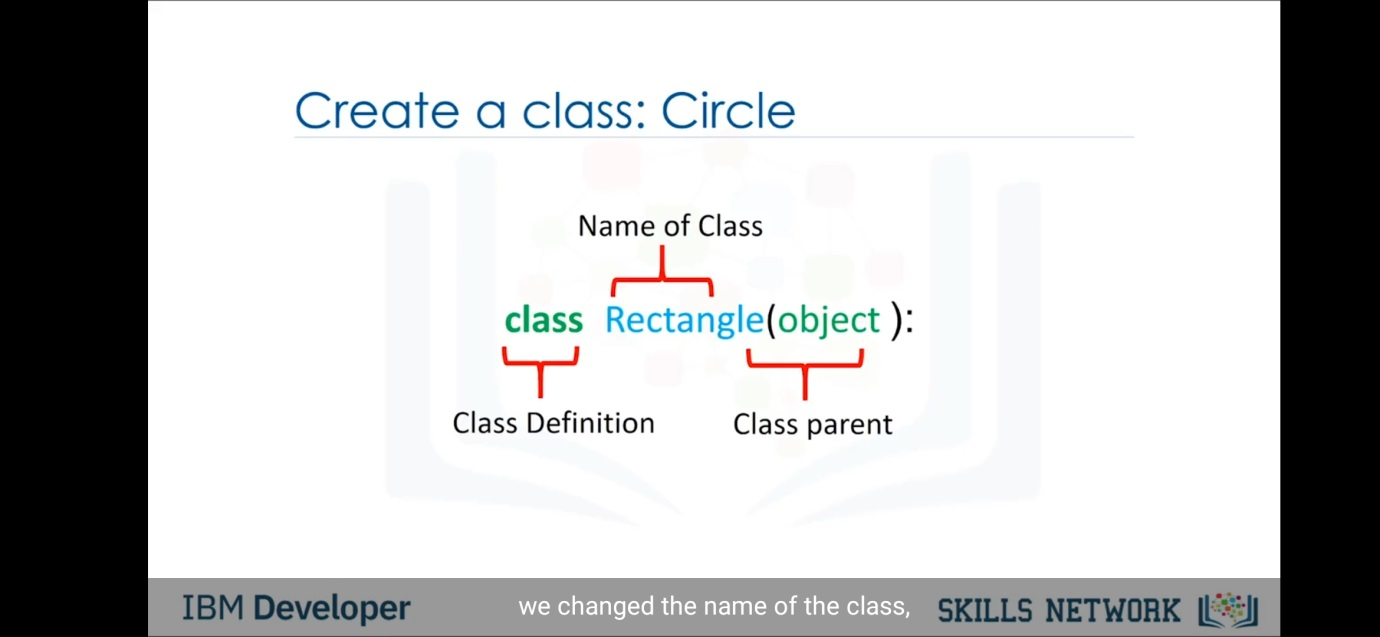 Create a class: Circle
Name of Class
class Rectangle(object ):
Class Definition Class parent
IBM Developer we changed the name of the class, SKILLS NETWORK